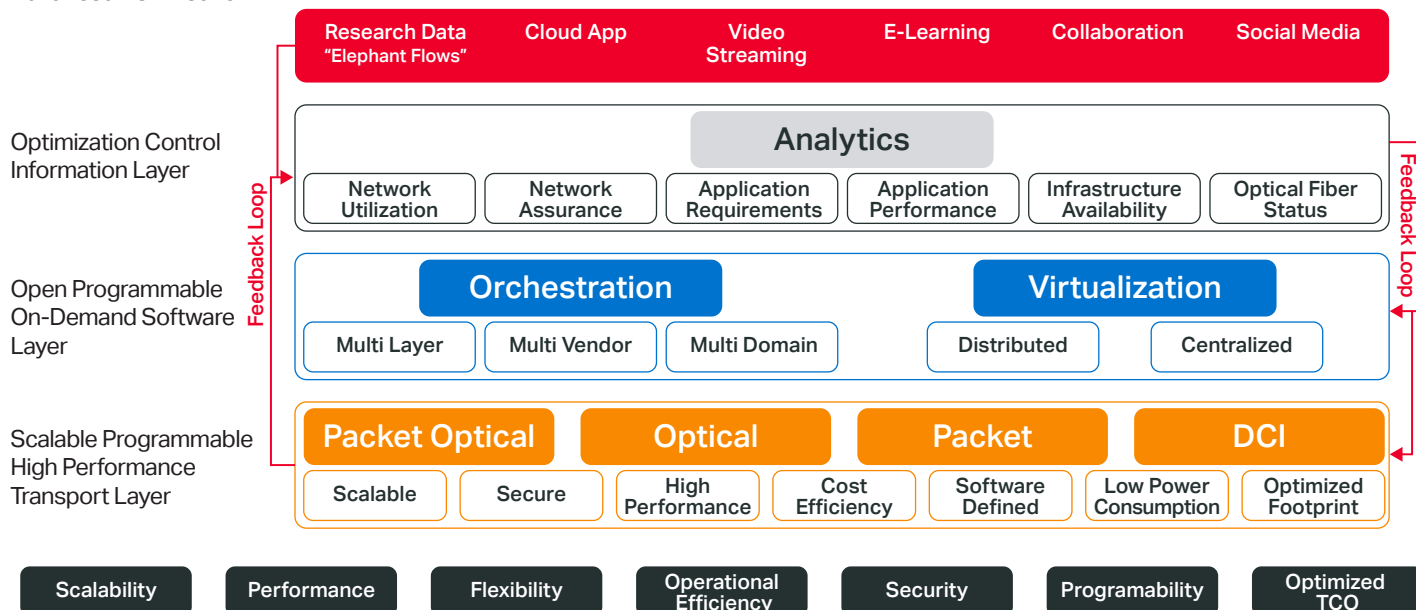 Research Data
"Elephant Flows"
Cloud App
Video
Streaming
E-Learning
Collaboration
Social Media
Optimization Control
Information Layer
Analytics
Network
Utilization
Network
Assurance
Application
Requirements
Application
Performance
Infrastructure
Availability
Optical Fiber
Status
Feedback Loop
Feedback Loop
Open Programmable
On-Demand Software
Layer
Orchestration
Virtualization
Multi Layer
Multi Vendor
Multi Domain
Distributed
Centralized
Scalable Programmable
High Performance
Transport Layer
Packet Optical
Optical
Packet
DCI
Scalable
Secure
High
Performance
Cost
Efficiency
Software
Defined
Low Power
Consumption
Optimized
Footprint
Scalability
Performance
Flexibility
Operational
Efficiency
Security
Programability
Optimized
TCO